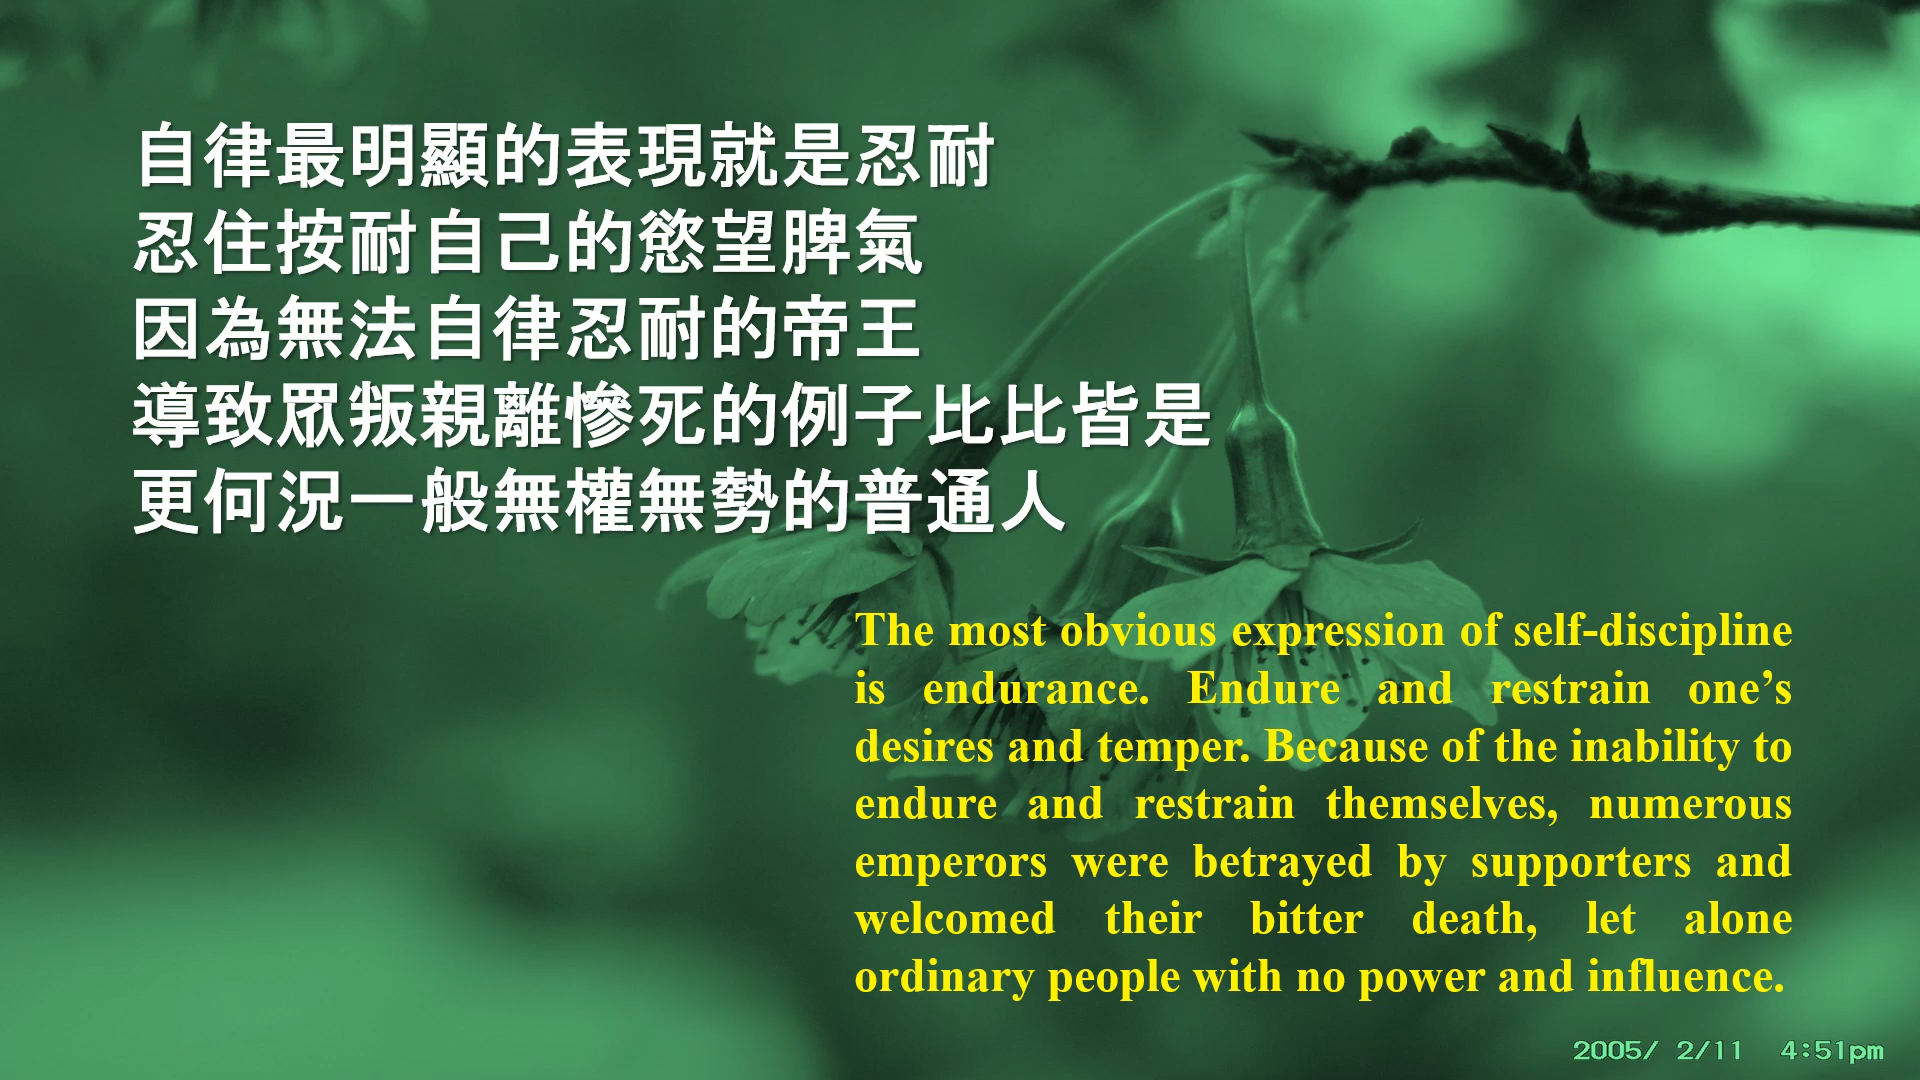 自律最明顯的表現就是忍耐
忍住按耐自己的慾望脾氣
因為無法自律忍耐的帝王
導致眾叛親離慘死的例子比比皆是
更何況一般無權無勢的普通人
The most obvious expression of self-discipline
is endurance. Endure and restrain one’s
desires and temper. Because of the inability to
endure and restrain themselves, numerous
emperors were betrayed by supporters and
welcomed their bitter death, let alone
ordinary people with no power and influence.
2005/ 2/11 4:51pm